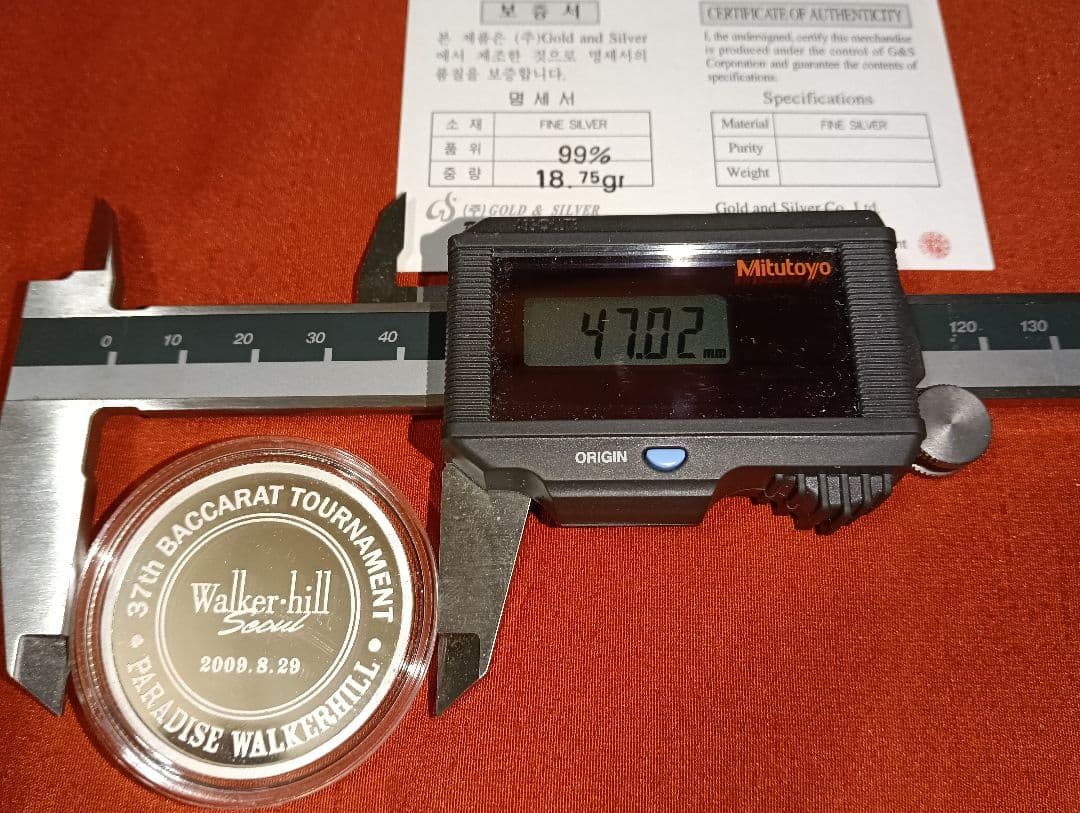 보 증 서
본 제품은 (주)Gold and Silver
에서 제조한 것으로 명세서의
품질을 보증합니다.
명 세 서
소 재 FINE SILVER
품 위 99%
중 량 18.75gr
GS (주)GOLD & SILVER
CERTIFICATE OF AUTHENTICITY
I, the undersigned, certify this merchandise
is produced under the control of G&S
Corporation and guarantee the contents of
specifications.
Specifications
Material FINE SILVER
Purity
Weight
Gold and Silver Co., Ltd.
Mitutoyo
47.02 mm
ORIGIN
0 10 20 30 40 120 130
37th BACCARAT TOURNAMENT
Walker-hill
Seoul
2009.8.29
PARADISE WALKERHILL